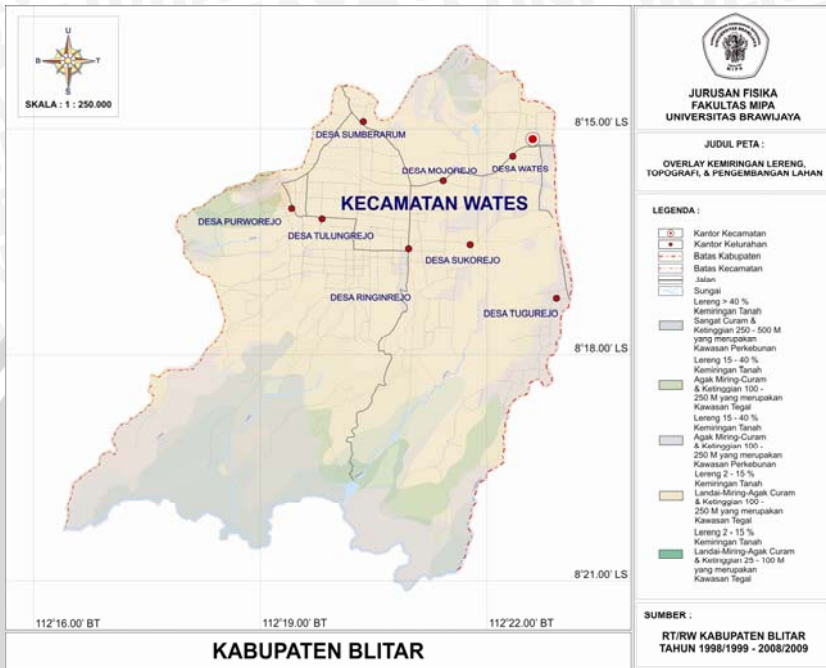 U
B T
S
SKALA : 1 : 250.000
DESA SUMBERARUM
DESA MOJOREJO
DESA WATES
KECAMATAN WATES
DESA PURWOREJO
DESA TULUNGREJO
DESA SUKOREJO
DESA RINGINREJO
DESA TUGUREJO
8°15.00' LS
8°18.00' LS
8°21.00' LS
112°16.00' BT
112°19.00' BT
112°22.00' BT
KABUPATEN BLITAR
JURUSAN FISIKA
FAKULTAS MIPA
UNIVERSITAS BRAWIJAYA
JUDUL PETA :
OVERLAY KEMIRINGAN LERENG,
TOPOGRAFI, & PENGEMBANGAN LAHAN
LEGENDA :
Kantor Kecamatan
Kantor Kelurahan
Batas Kabupaten
Batas Kecamatan
Jalan
Sungai
Lereng > 40 %
Kemiringan Tanah
Sangat Curam &
Ketinggian 250 - 500 M
yang merupakan
Kawasan Perkebunan
Lereng 15 - 40 %
Kemiringan Tanah
Agak Miring-Curam
& Ketinggian 100 -
250 M yang merupakan
Kawasan Tegal
Lereng 15 - 40 %
Kemiringan Tanah
Agak Miring-Curam
& Ketinggian 100 -
250 M yang merupakan
Kawasan Perkebunan
Lereng 2 - 15 %
Kemiringan Tanah
Landai-Miring-Agak Curam
& Ketinggian 100 -
250 M yang merupakan
Kawasan Tegal
Lereng 2 - 15 %
Kemiringan Tanah
Landai-Miring-Agak Curam
& Ketinggian 25 - 100 M
yang merupakan
Kawasan Tegal
SUMBER :
RT/RW KABUPATEN BLITAR
TAHUN 1998/1999 - 2008/2009